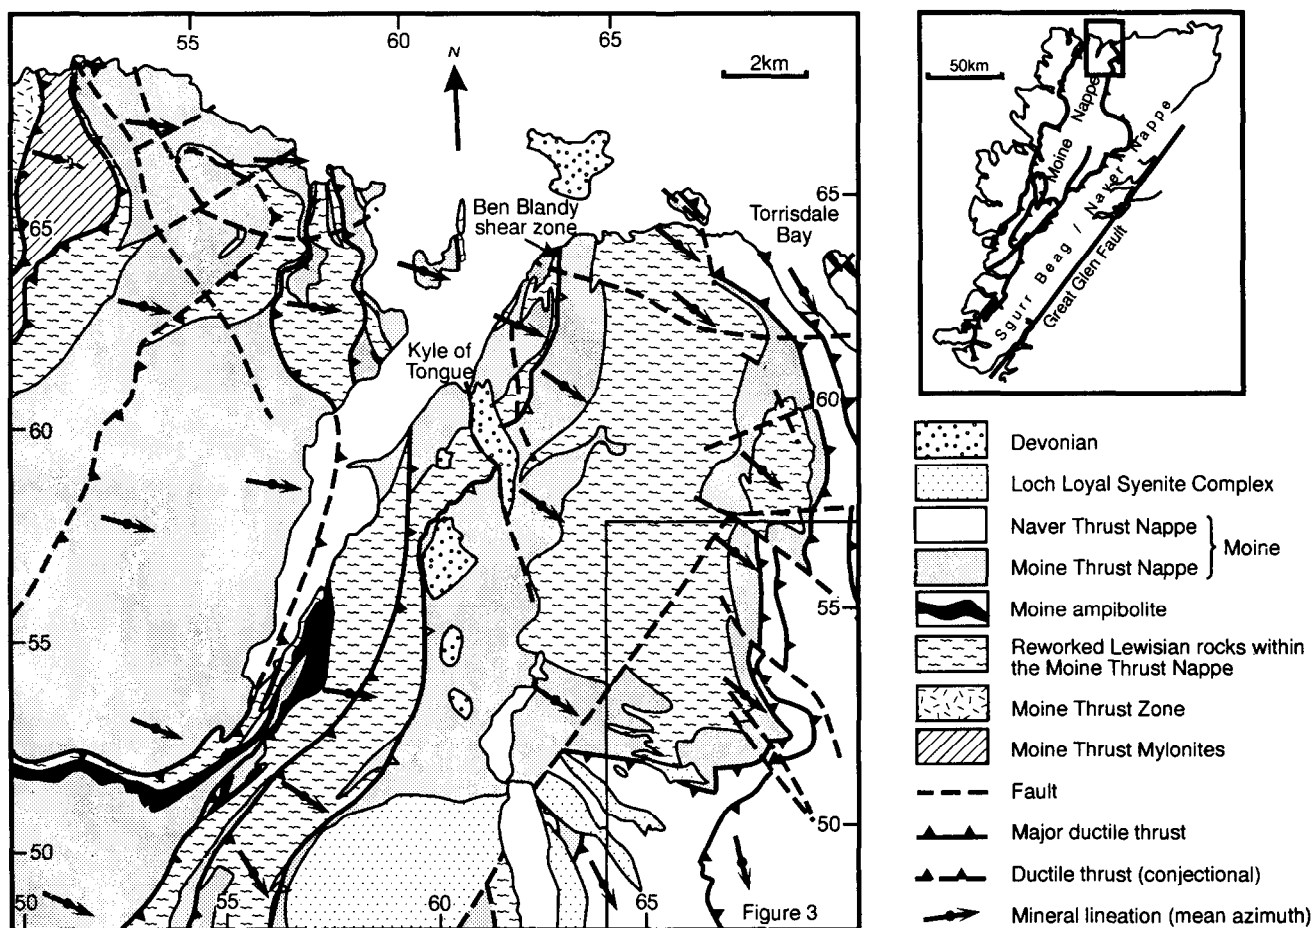 55
60
65
N
2km
Ben Blandy
shear zone
65
Torrisdale
Bay
65
Kyle of
Tongue
60
60
55
55
50
50
50
55
60
65
Figure 3
50km
Moine Nappe
Sgurr Beag / Naver Nappe
Great Glen Fault
Devonian
Loch Loyal Syenite Complex
Naver Thrust Nappe
Moine
Moine Thrust Nappe
Moine ampibolite
Reworked Lewisian rocks within
the Moine Thrust Nappe
Moine Thrust Zone
Moine Thrust Mylonites
Fault
Major ductile thrust
Ductile thrust (conjectional)
Mineral lineation (mean azimuth)